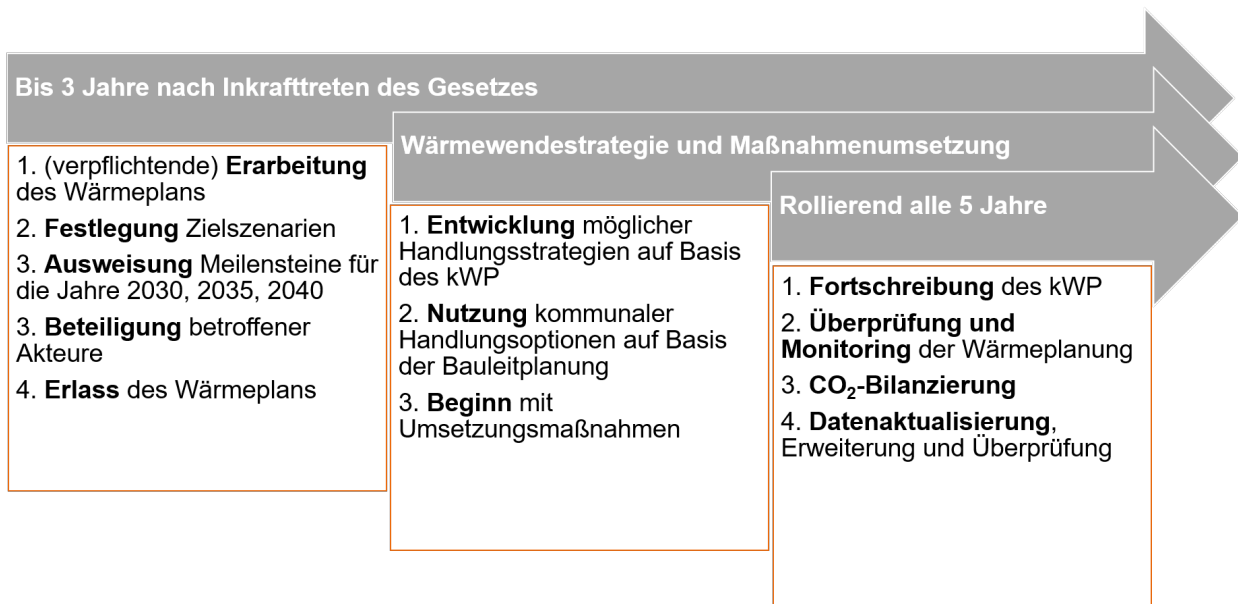 Bis 3 Jahre nach Inkrafttreten des Gesetzes
1. (verpflichtende) Erarbeitung
des Wärmeplans
2. Festlegung Zielszenarien
3. Ausweisung Meilensteine für
die Jahre 2030, 2035, 2040
3. Beteiligung betroffener
Akteure
4. Erlass des Wärmeplans
Wärmewendestrategie und Maßnahmenumsetzung
1. Entwicklung möglicher
Handlungsstrategien auf Basis
des kWP
2. Nutzung kommunaler
Handlungsoptionen auf Basis
der Bauleitplanung
3. Beginn mit
Umsetzungsmaßnahmen
Rollierend alle 5 Jahre
1. Fortschreibung des kWP
2. Überprüfung und
Monitoring der Wärmeplanung
3. CO₂-Bilanzierung
4. Datenaktualisierung,
Erweiterung und Überprüfung